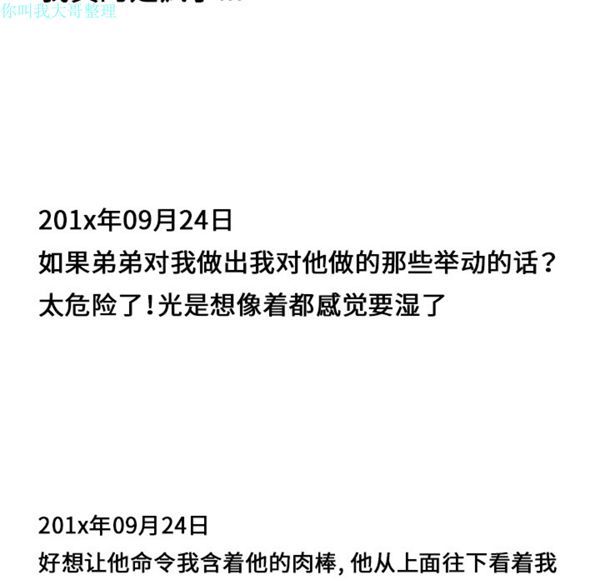 你叫我大哥整理
201x年09月24日
如果弟弟对我做出我对他做的那些举动的话？
太危险了！光是想像着都感觉要湿了
201x年09月24日
好想让他命令我含着他的肉棒, 他从上面往下看着我